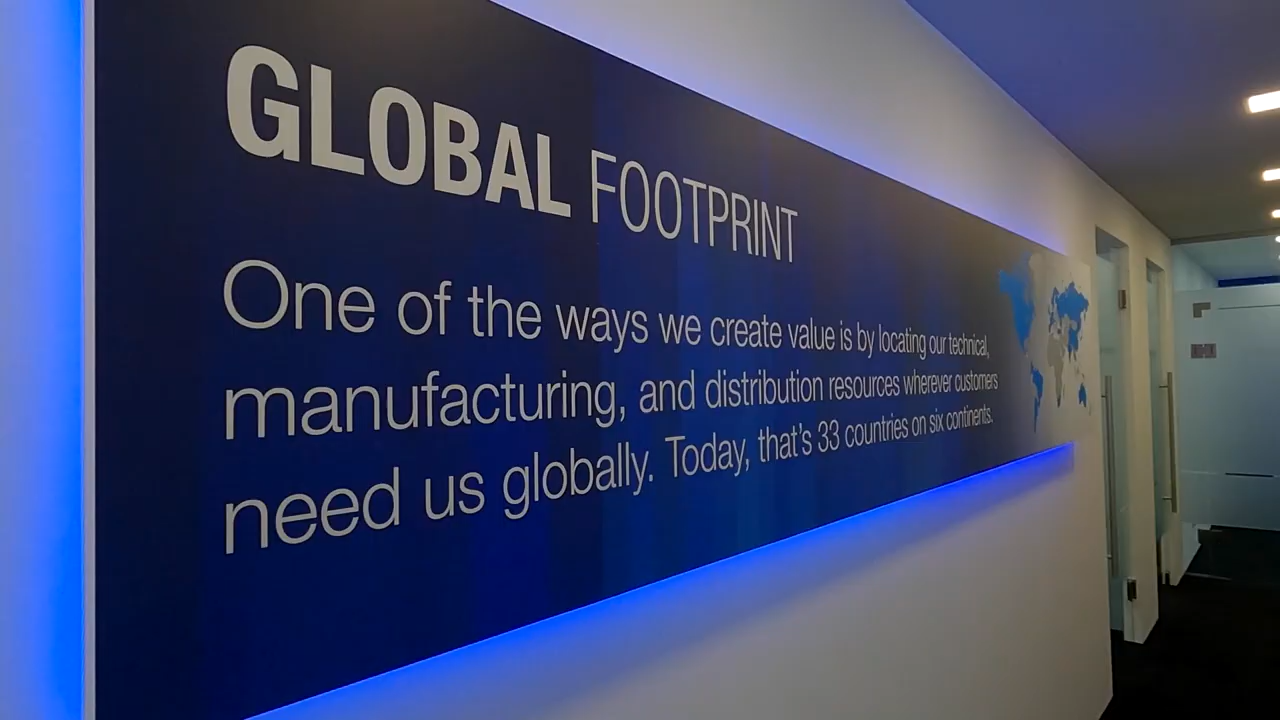 GLOBAL FOOTPRINT
One of the ways we create value is by locating our technical,
manufacturing, and distribution resources wherever customers
need us globally. Today, that's 33 countries on six continents.